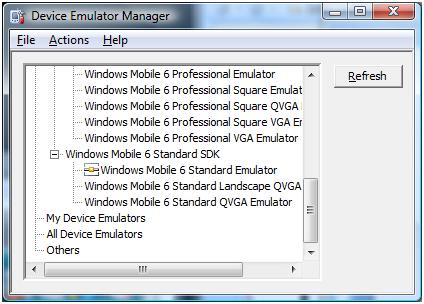 Device Emulator Manager
File Actions Help
Windows Mobile 6 Professional Emulator
Refresh
Windows Mobile 6 Professional Square Emulat
Windows Mobile 6 Professional Square QVGA
Windows Mobile 6 Professional Square VGA Er
Windows Mobile 6 Professional VGA Emulator
Windows Mobile 6 Standard SDK
Windows Mobile 6 Standard Emulator
Windows Mobile 6 Standard Landscape QVGA
Windows Mobile 6 Standard QVGA Emulator
My Device Emulators
All Device Emulators
Others